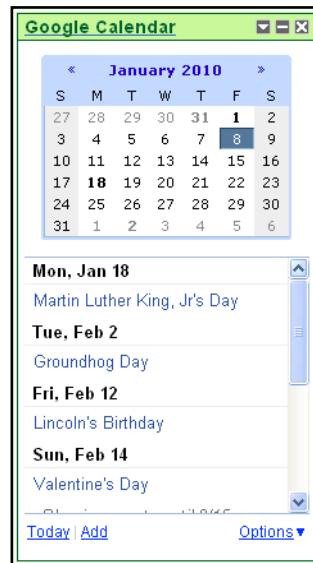 Google Calendar
« January 2010 »
S M T W T F S
27 28 29 30 31 1 2
3 4 5 6 7 8 9
10 11 12 13 14 15 16
17 18 19 20 21 22 23
24 25 26 27 28 29 30
31 1 2 3 4 5 6
Mon, Jan 18
Martin Luther King, Jr's Day
Tue, Feb 2
Groundhog Day
Fri, Feb 12
Lincoln's Birthday
Sun, Feb 14
Valentine's Day
Today | Add Options▼